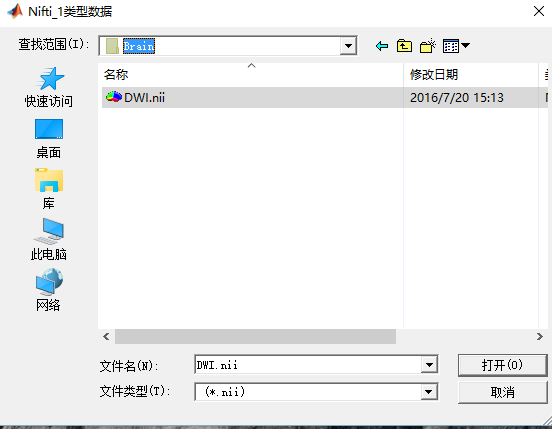 Nifti_1类型数据
查找范围(I):
Brain
名称
修改日期
DWI.nii
2016/7/20 15:13
快速访问
桌面
库
此电脑
网络
文件名(N):
DWI.nii
打开(O)
文件类型(T):
(*.nii)
取消